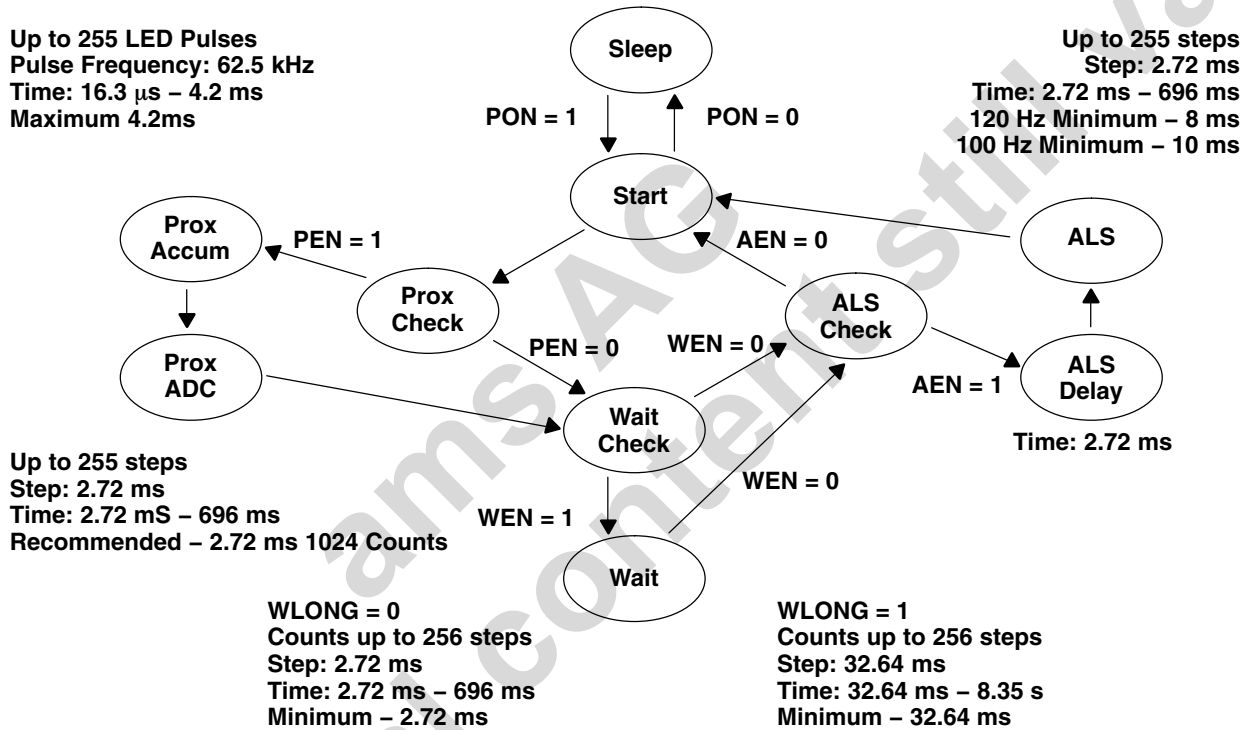 Up to 255 LED Pulses
Pulse Frequency: 62.5 kHz
Time: 16.3 μs – 4.2 ms
Maximum 4.2ms
Sleep
Up to 255 steps
Step: 2.72 ms
Time: 2.72 ms – 696 ms
120 Hz Minimum – 8 ms
100 Hz Minimum – 10 ms
PON = 1
PON = 0
Start
Prox
Accum
PEN = 1
AEN = 0
ALS
Prox
Check
ALS
Check
PEN = 0
WEN = 0
Prox
ADC
AEN = 1
ALS
Delay
Time: 2.72 ms
Wait
Check
Up to 255 steps
Step: 2.72 ms
Time: 2.72 mS – 696 ms
Recommended – 2.72 ms 1024 Counts
WEN = 1
WEN = 0
Wait
WLONG = 0
Counts up to 256 steps
Step: 2.72 ms
Time: 2.72 ms – 696 ms
Minimum – 2.72 ms
WLONG = 1
Counts up to 256 steps
Step: 32.64 ms
Time: 32.64 ms – 8.35 s
Minimum – 32.64 ms
ams AG
content still